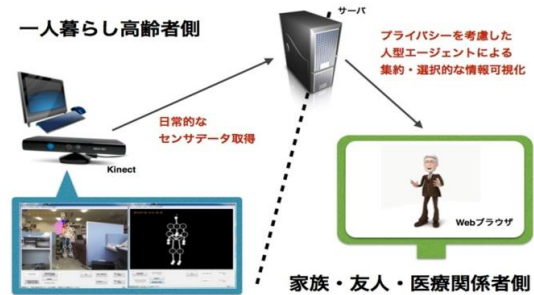 一人暮らし高齢者側
サーバ
プライバシーを考慮した
人型エージェントによる
集約・選択的な情報可視化
日常的な
センサデータ取得
Kinect
Webブラウザ
家族・友人・医療関係者側